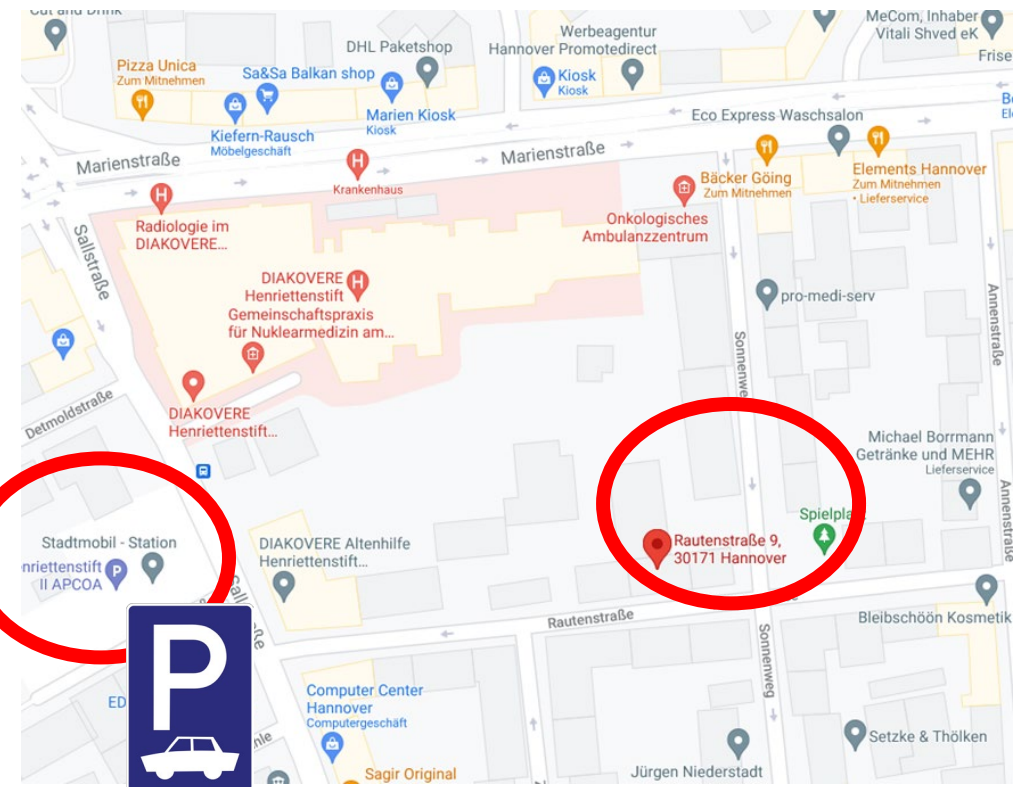 Cut and Drink
Pizza Unica
Zum Mitnehmen
Sa&Sa Balkan shop
DHL Paketshop
Werbeagentur
Hannover Promotedirect
MeCom, Inhaber
Vitali Shved eK
Kiefern-Rausch
Möbelgeschäft
Marien Kiosk
Kiosk
Kiosk
Kiosk
Eco Express Waschsalon
Marienstraße
Krankenhaus
Marienstraße
Bäcker Göing
Zum Mitnehmen
Elements Hannover
Zum Mitnehmen
• Lieferservice
Radiologie im
DIAKOVERE...
Onkologisches
Ambulanzzentrum
Sallstraße
DIAKOVERE
Henriettenstift
Gemeinschaftspraxis
für Nuklearmedizin am...
pro-medi-serv
Annenstraße
Sonnenweg
Detmoldstraße
DIAKOVERE
Henriettenstift...
Michael Borrmann
Getränke und MEHR
Lieferservice
Annenstraße
Stadtmobil - Station
nriettenstift
II APCOA
P
DIAKOVERE Altenhilfe
Henriettenstift...
Rautenstraße 9,
30171 Hannover
Rautenstraße
Bleibschöön Kosmetik
Sonnenweg
P
Computer Center
Hannover
Computergeschäft
Sagir Original
Jürgen Niederstadt
Setzke & Thölken